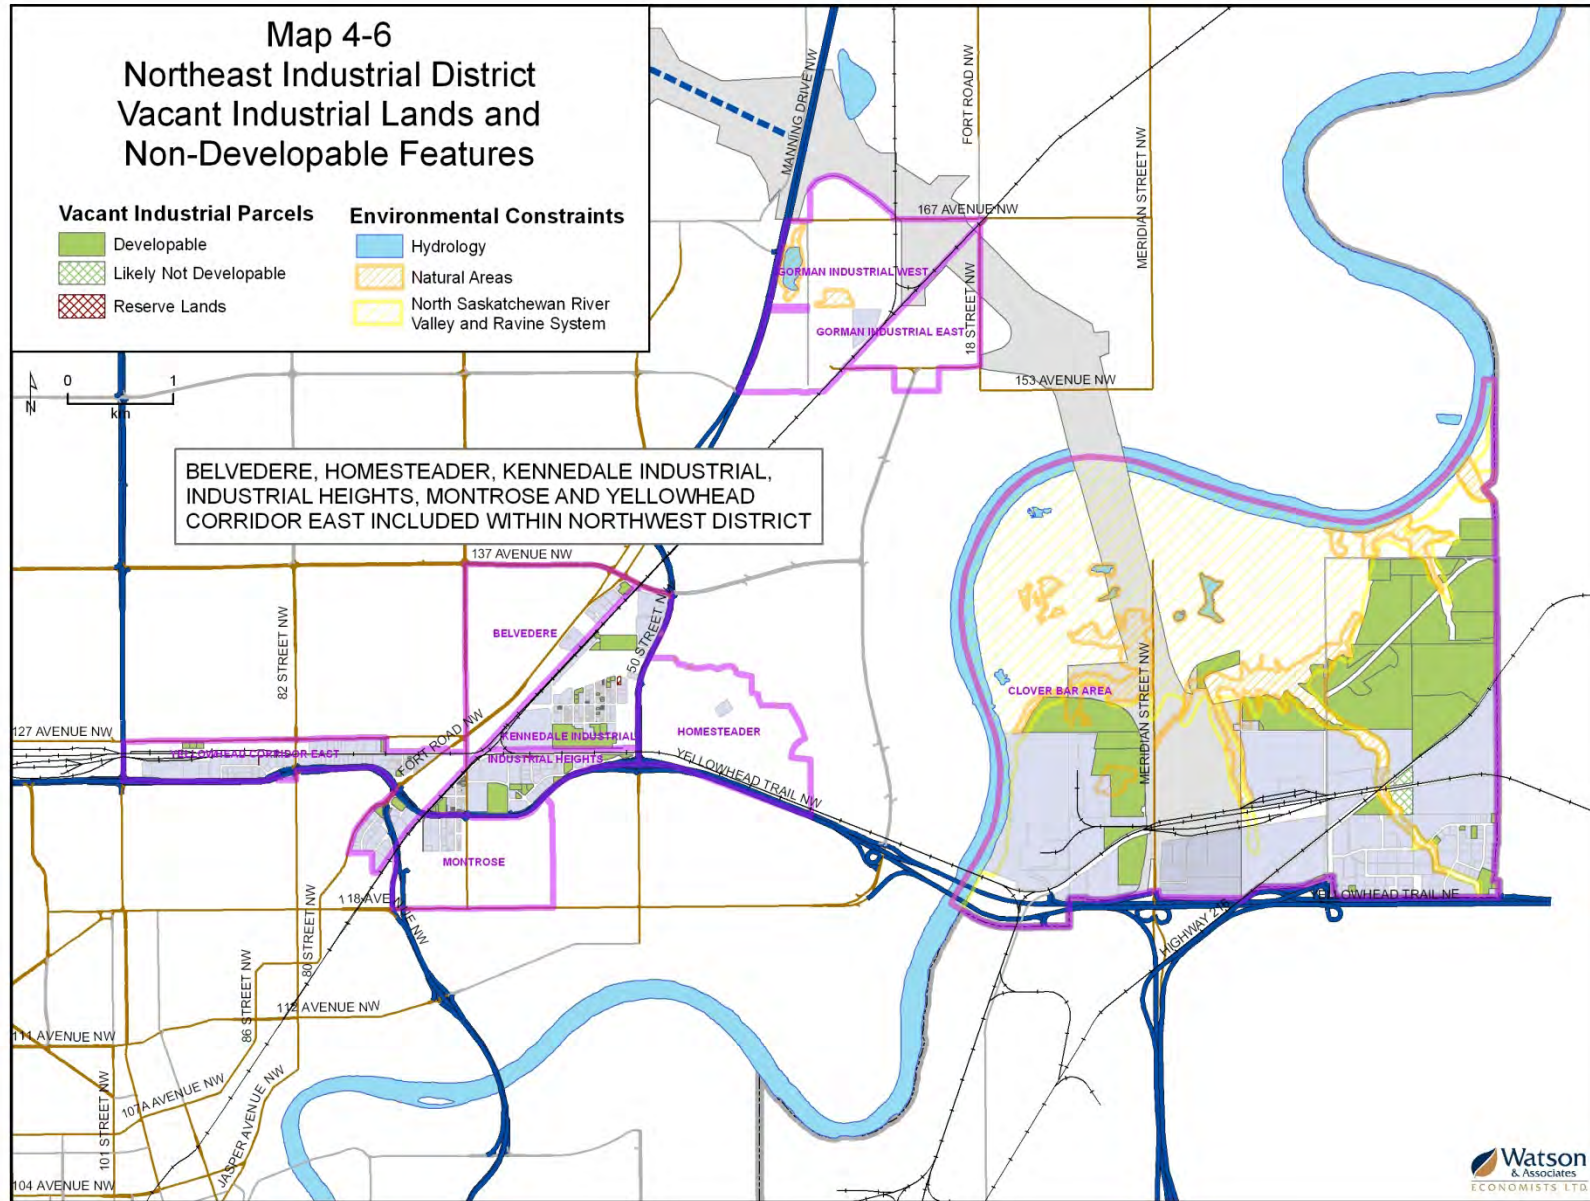 Map 4-6
Northeast Industrial District
Vacant Industrial Lands and
Non-Developable Features
Vacant Industrial Parcels
Developable
Likely Not Developable
Reserve Lands
Environmental Constraints
Hydrology
Natural Areas
North Saskatchewan River
Valley and Ravine System
N
0 1
km
MANNING DRIVE NW
FORT ROAD NW
MERIDIAN STREET NW
167 AVENUE NW
GORMAN INDUSTRIAL WEST
18 STREET NW
GORMAN INDUSTRIAL EAST
153 AVENUE NW
BELVEDERE, HOMESTEADER, KENNEDALE INDUSTRIAL,
INDUSTRIAL HEIGHTS, MONTROSE AND YELLOWHEAD
CORRIDOR EAST INCLUDED WITHIN NORTHWEST DISTRICT
137 AVENUE NW
82 STREET NW
BELVEDERE
50 STREET NW
CLOVER BAR AREA
MERIDIAN STREET NW
127 AVENUE NW
FORT ROAD NW
KENNEDALE INDUSTRIAL
HOMESTEADER
YELLOWHEAD CORRIDOR EAST
INDUSTRIAL HEIGHTS
YELLOWHEAD TRAIL NW
MONTROSE
118 AVENUE NW
YELLOWHEAD TRAIL NE
HIGHWAY 216
80 STREET NW
86 STREET NW
112 AVENUE NW
111 AVENUE NW
107A AVENUE NW
101 STREET NW
JASPER AVENUE NW
104 AVENUE NW
Watson
& Associates
ECONOMISTS LTD.